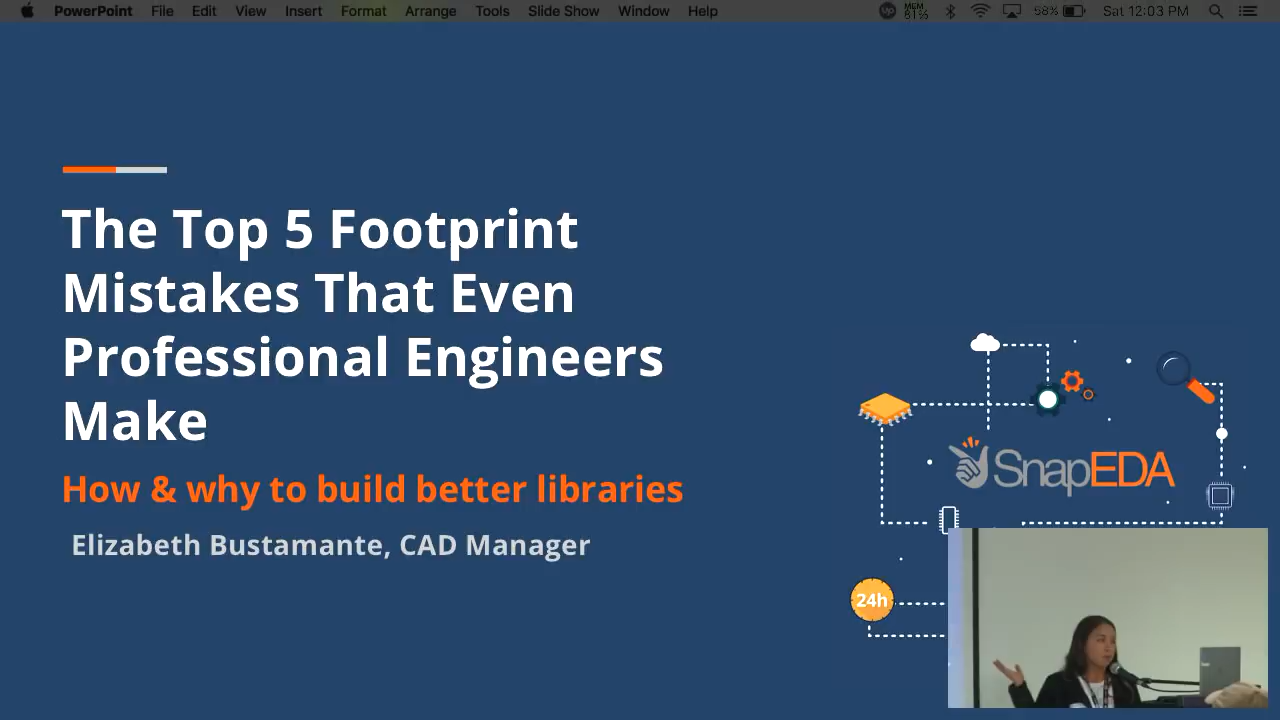 PowerPoint File Edit View Insert Format Arrange Tools Slide Show Window Help 58% Sat 12:03 PM
The Top 5 Footprint
Mistakes That Even
Professional Engineers
Make
How & why to build better libraries
Elizabeth Bustamante, CAD Manager
SnapEDA
24h